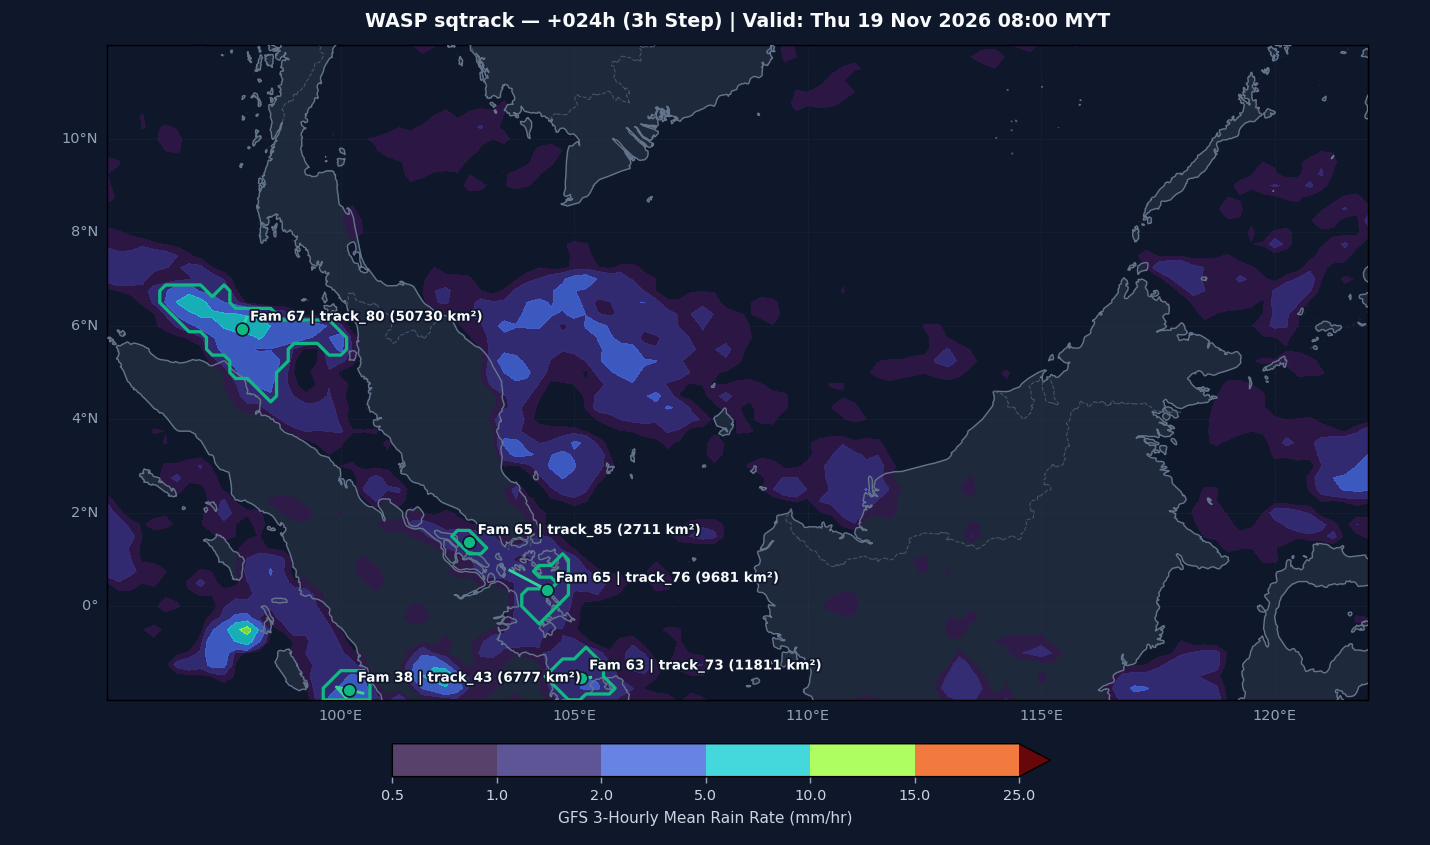 WASP sqtrack — +024h (3h Step) | Valid: Thu 19 Nov 2026 08:00 MYT
10°N
8°N
6°N
4°N
2°N
0°
Fam 67 | track_80 (50730 km²)
Fam 65 | track_85 (2711 km²)
Fam 65 | track_76 (9681 km²)
Fam 63 | track_73 (11811 km²)
Fam 38 | track_43 (6777 km²)
100°E 105°E 110°E 115°E 120°E
0.5 1.0 2.0 5.0 10.0 15.0 25.0
GFS 3-Hourly Mean Rain Rate (mm/hr)